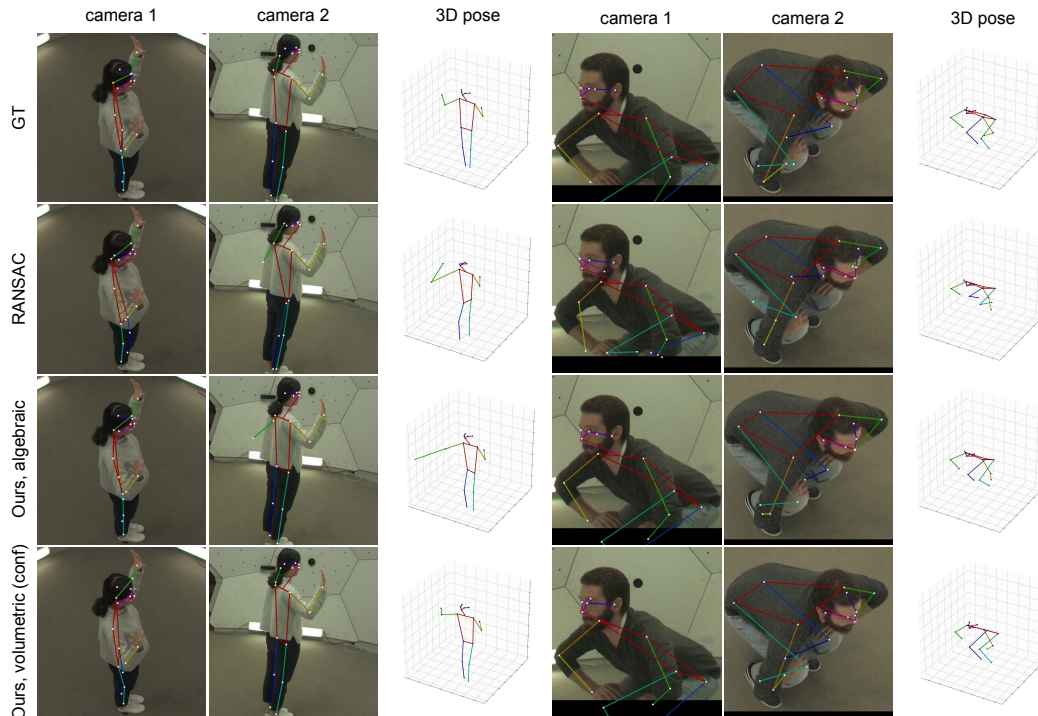 camera 1 camera 2 3D pose camera 1 camera 2 3D pose
GT
RANSAC
Ours, algebraic
Ours, volumetric (conf)